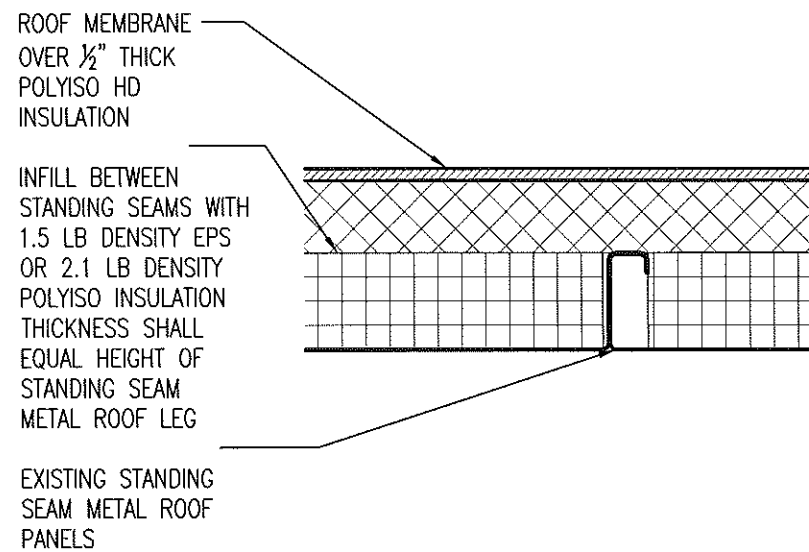 ROOF MEMBRANE
OVER ½" THICK
POLYISO HD
INSULATION
INFILL BETWEEN
STANDING SEAMS WITH
1.5 LB DENSITY EPS
OR 2.1 LB DENSITY
POLYISO INSULATION
THICKNESS SHALL
EQUAL HEIGHT OF
STANDING SEAM
METAL ROOF LEG
EXISTING STANDING
SEAM METAL ROOF
PANELS